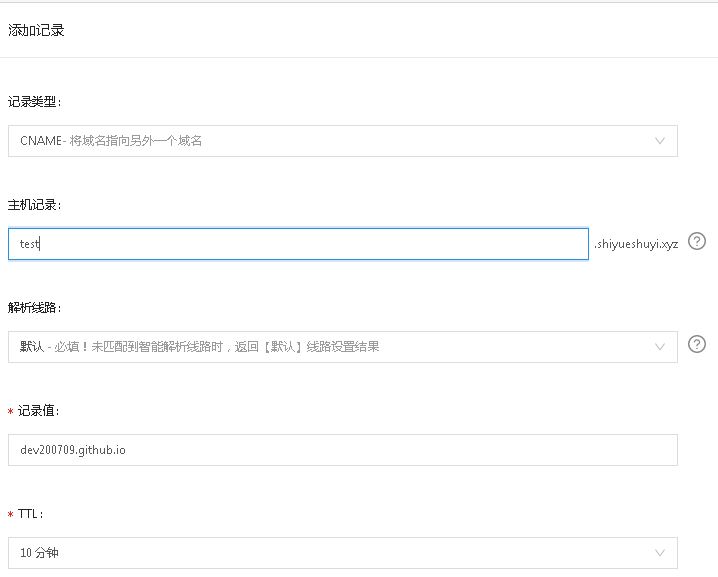 添加记录
记录类型：
CNAME- 将域名指向另外一个域名
主机记录：
test .shiyueshuyi.xyz ?
解析线路：
默认 - 必填！未匹配到智能解析线路时，返回【默认】线路设置结果 ?
* 记录值：
dev200709.github.io
* TTL：
10 分钟